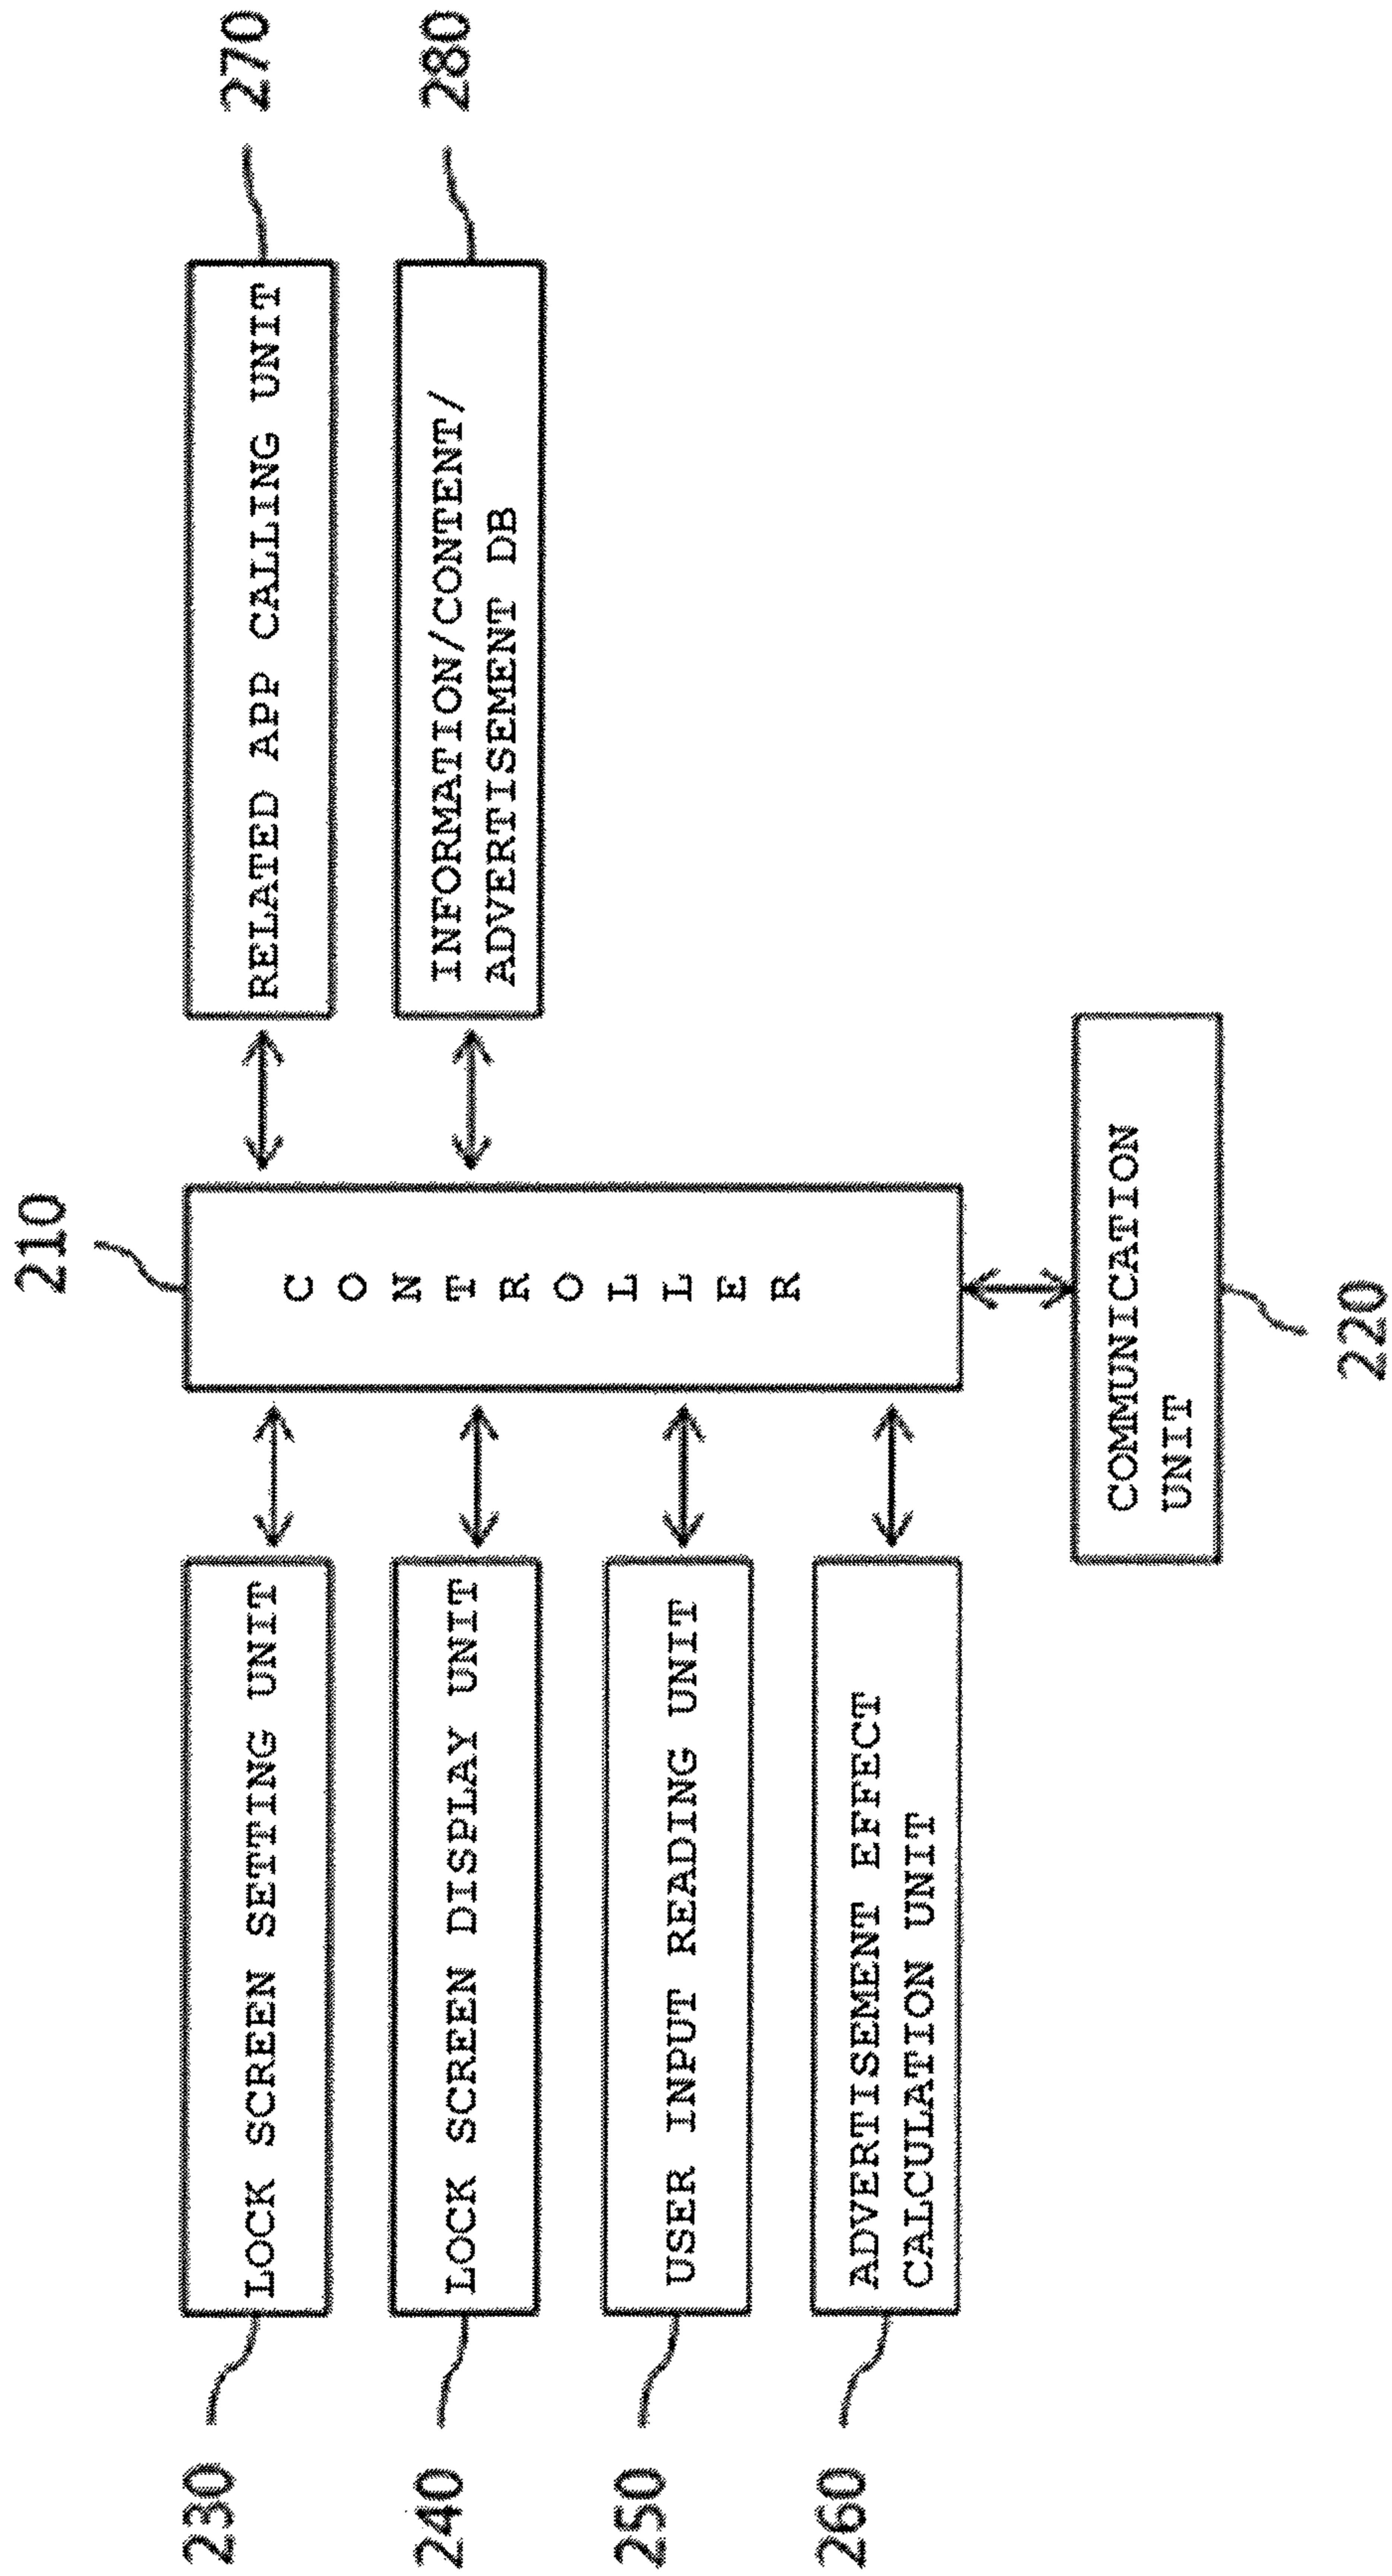 210
230
LOCK SCREEN SETTING UNIT
CONTROLLER
RELATED APP CALLING UNIT
270
240
LOCK SCREEN DISPLAY UNIT
INFORMATION/CONTENT/
ADVERTISEMENT DB
280
250
USER INPUT READING UNIT
260
ADVERTISEMENT EFFECT
CALCULATION UNIT
COMMUNICATION
UNIT
220